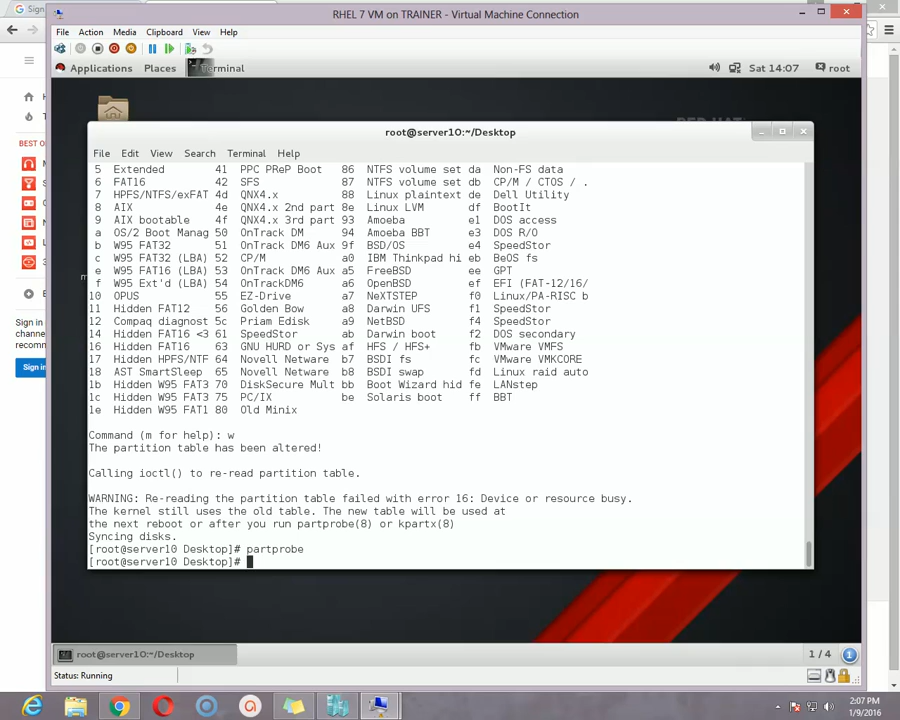 Sign
RHEL 7 VM on TRAINER - Virtual Machine Connection
File Action Media Clipboard View Help
Applications Places Terminal Sat 14:07 root
BEST O
Sign in
channe
recomm
Sign in
root@server10:~/Desktop
File Edit View Search Terminal Help
5 Extended 41 PPC PReP Boot 86 NTFS volume set da Non-FS data
6 FAT16 42 SFS 87 NTFS volume set db CP/M / CTOS / .
7 HPFS/NTFS/exFAT 4d QNX4.x 88 Linux plaintext de Dell Utility
8 AIX 4e QNX4.x 2nd part 8e Linux LVM df BootIt
9 AIX bootable 4f QNX4.x 3rd part 93 Amoeba e1 DOS access
a OS/2 Boot Manag 50 OnTrack DM 94 Amoeba BBT e3 DOS R/O
b W95 FAT32 51 OnTrack DM6 Aux 9f BSD/OS e4 SpeedStor
c W95 FAT32 (LBA) 52 CP/M a0 IBM Thinkpad hi eb BeOS fs
e W95 FAT16 (LBA) 53 OnTrack DM6 Aux a5 FreeBSD ee GPT
f W95 Ext'd (LBA) 54 OnTrackDM6 a6 OpenBSD ef EFI (FAT-12/16/
10 OPUS 55 EZ-Drive a7 NeXTSTEP f0 Linux/PA-RISC b
11 Hidden FAT12 56 Golden Bow a8 Darwin UFS f1 SpeedStor
12 Compaq diagnost 5c Priam Edisk a9 NetBSD f4 SpeedStor
14 Hidden FAT16 <3 61 SpeedStor ab Darwin boot f2 DOS secondary
16 Hidden FAT16 63 GNU HURD or Sys af HFS / HFS+ fb VMware VMFS
17 Hidden HPFS/NTF 64 Novell Netware b7 BSDI fs fc VMware VMKCORE
18 AST SmartSleep 65 Novell Netware b8 BSDI swap fd Linux raid auto
1b Hidden W95 FAT3 70 DiskSecure Mult bb Boot Wizard hid fe LANstep
1c Hidden W95 FAT3 75 PC/IX be Solaris boot ff BBT
1e Hidden W95 FAT1 80 Old Minix
Command (m for help): w
The partition table has been altered!
Calling ioctl() to re-read partition table.
WARNING: Re-reading the partition table failed with error 16: Device or resource busy.
The kernel still uses the old table. The new table will be used at
the next reboot or after you run partprobe(8) or kpartx(8)
Syncing disks.
[root@server10 Desktop]# partprobe
[root@server10 Desktop]#
root@server10:~/Desktop 1 / 4 1
Status: Running
2:07 PM
1/9/2016